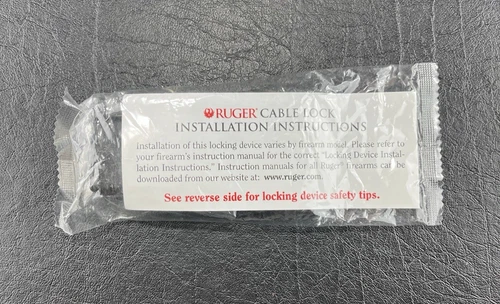 RUGER® CABLE LOCK
INSTALLATION INSTRUCTIONS
Installation of this locking device varies by firearm model. Please refer to
your firearm's instruction manual for the correct "Locking Device Instal-
lation Instructions." Instruction manuals for all Ruger® firearms can be
downloaded from our website at: www.ruger.com.
See reverse side for locking device safety tips.